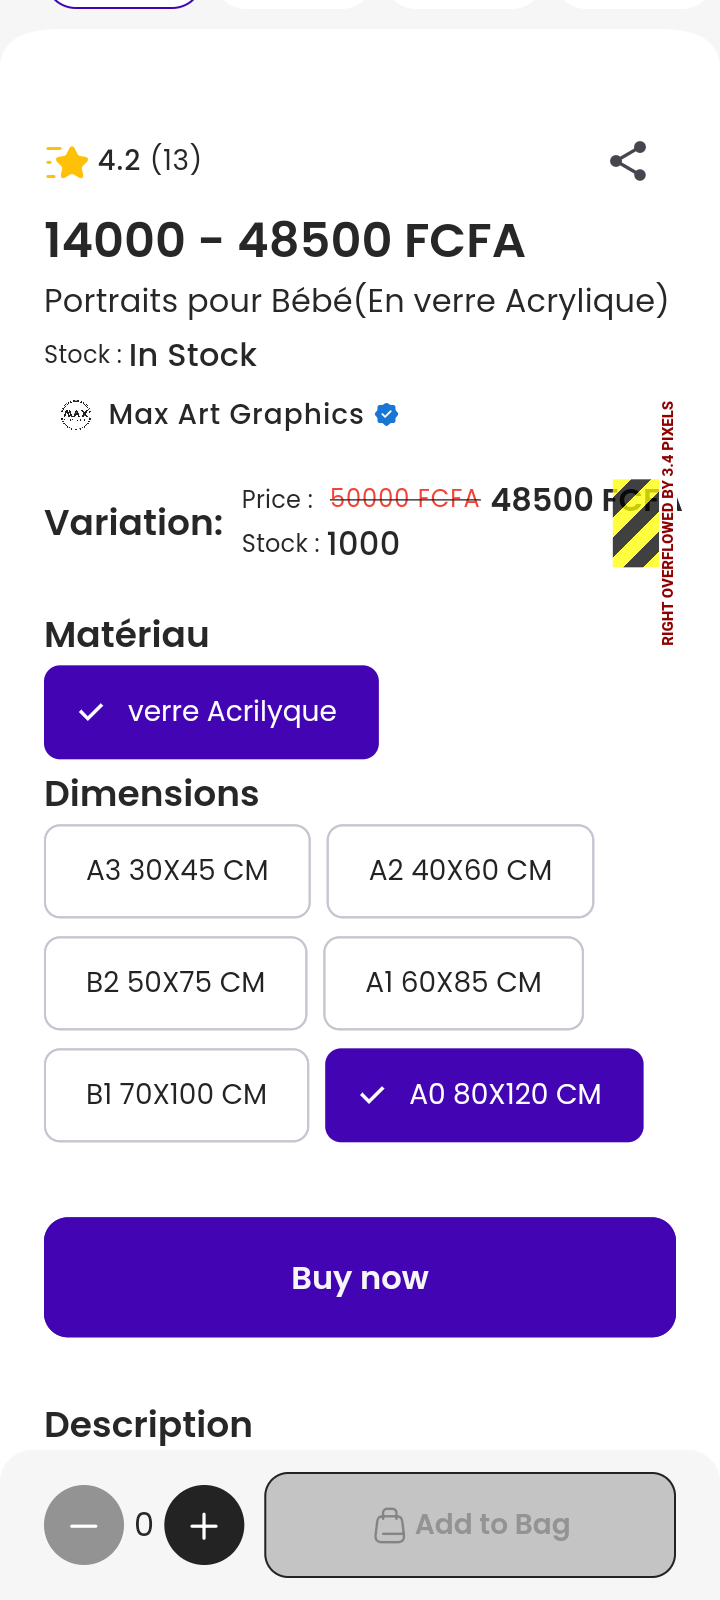 4.2 (13)
14000 - 48500 FCFA
Portraits pour Bébé(En verre Acrylique)
Stock : In Stock
MAX Max Art Graphics
Variation:
Price : 50000 FCFA 48500 FCFA
Stock : 1000
RIGHT OVERFLOWED BY 3.4 PIXELS
Matériau
verre Acrilyque
Dimensions
A3 30X45 CM
A2 40X60 CM
B2 50X75 CM
A1 60X85 CM
B1 70X100 CM
A0 80X120 CM
Buy now
Description
0
Add to Bag